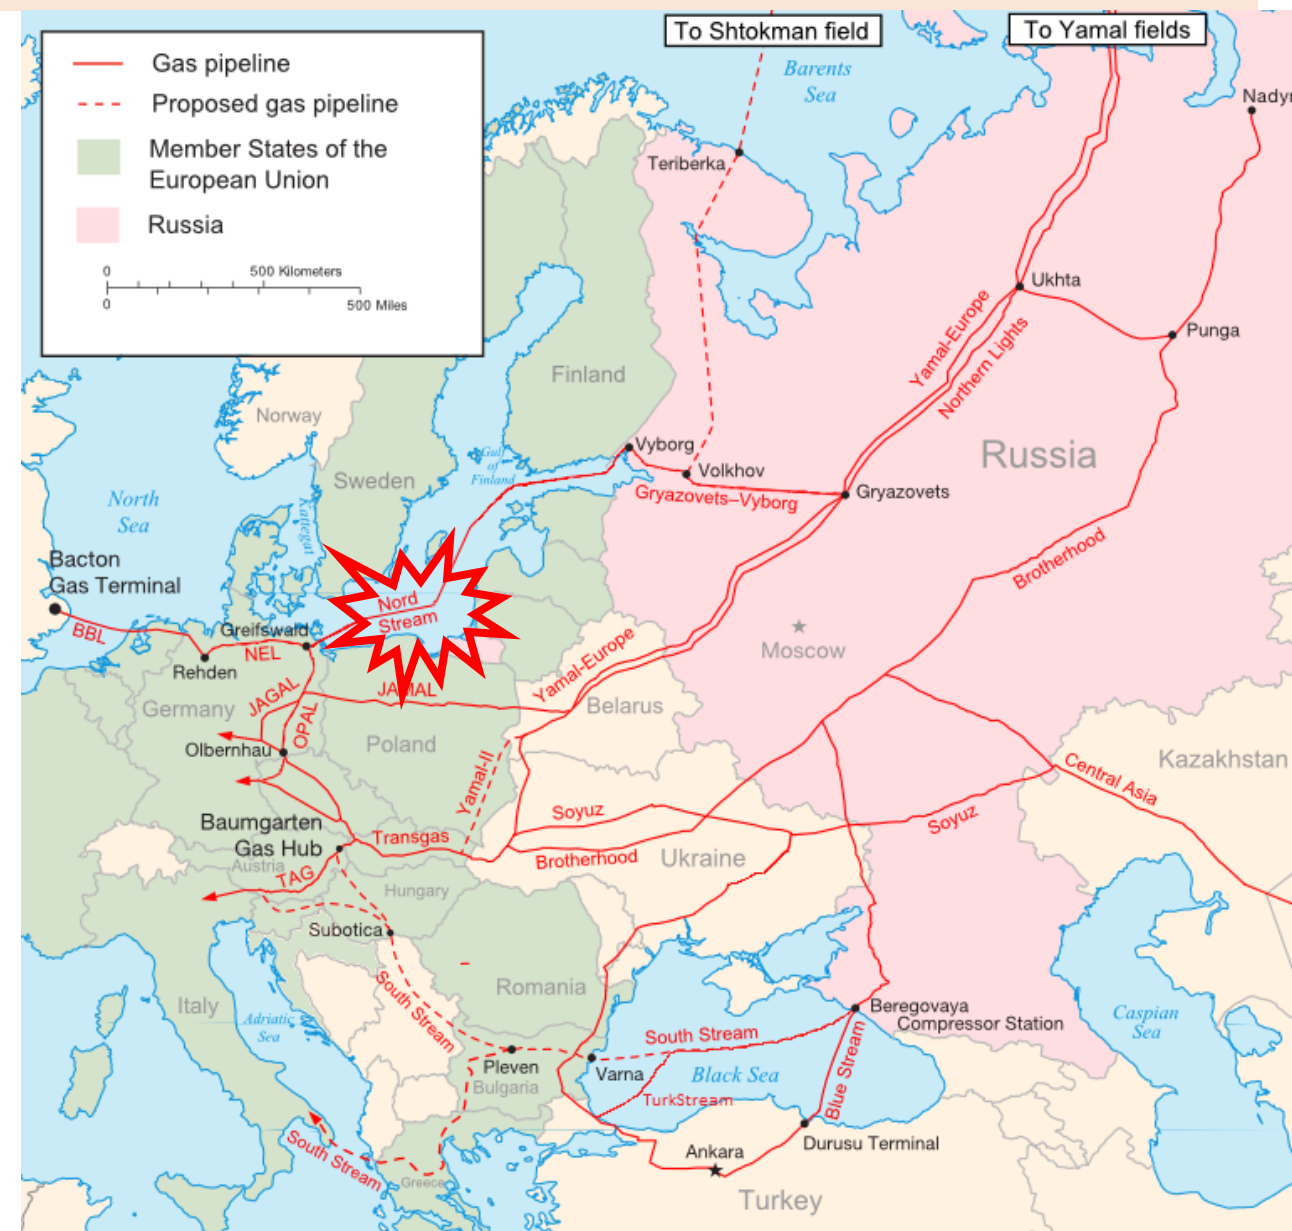 To Shtokman field
To Yamal fields
Gas pipeline
Proposed gas pipeline
Member States of the
European Union
Russia
0
500 Kilometers
0
500 Miles
Barents
Sea
Nadyr
Teriberka
Ukhta
Yamal-Europe
Northern Lights
Punga
Finland
Norway
Vyborg
Volkhov
Gulf
of
Finland
Russia
Sweden
Gryazovets
Gryazovets–Vyborg
North
Sea
Kattegat
Bacton
Gas Terminal
Brotherhood
Nord
Stream
BBL
Greifswald
NEL
Rehden
Moscow
Yamal-Europe
JAMAL
JAGAL
OPAL
Germany
Belarus
Olbernhau
Poland
Kazakhstan
Yamal-II
Central Asia
Soyuz
Soyuz
Baumgarten
Gas Hub
Transgas
Brotherhood
Ukraine
Austria
TAG
Hungary
Subotica
Romania
South Stream
Italy
Adriatic
Sea
Beregovaya
Compressor Station
Caspian
Sea
South Stream
Pleven
Varna
Black Sea
Blue Stream
Bulgaria
TurkStream
South Stream
Durusu Terminal
Ankara
Greece
Turkey